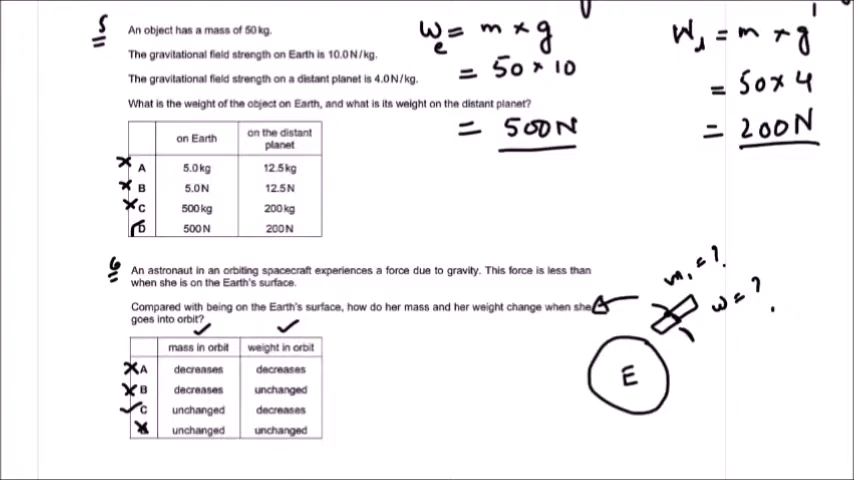 5
An object has a mass of 50 kg.
The gravitational field strength on Earth is 10.0 N/kg.
The gravitational field strength on a distant planet is 4.0 N/kg.
What is the weight of the object on Earth, and what is its weight on the distant planet?
on Earth on the distant planet
A 5.0 kg 12.5 kg
B 5.0 N 12.5 N
C 500 kg 200 kg
D 500 N 200 N
We = m × g
= 50 × 10
= 500N
= 50 × 4
= 200N
6
An astronaut in an orbiting spacecraft experiences a force due to gravity. This force is less than
when she is on the Earth's surface.
Compared with being on the Earth's surface, how do her mass and her weight change when she
goes into orbit?
mass in orbit weight in orbit
A decreases decreases
B decreases unchanged
C unchanged decreases
unchanged unchanged
= ?
w = ?
E